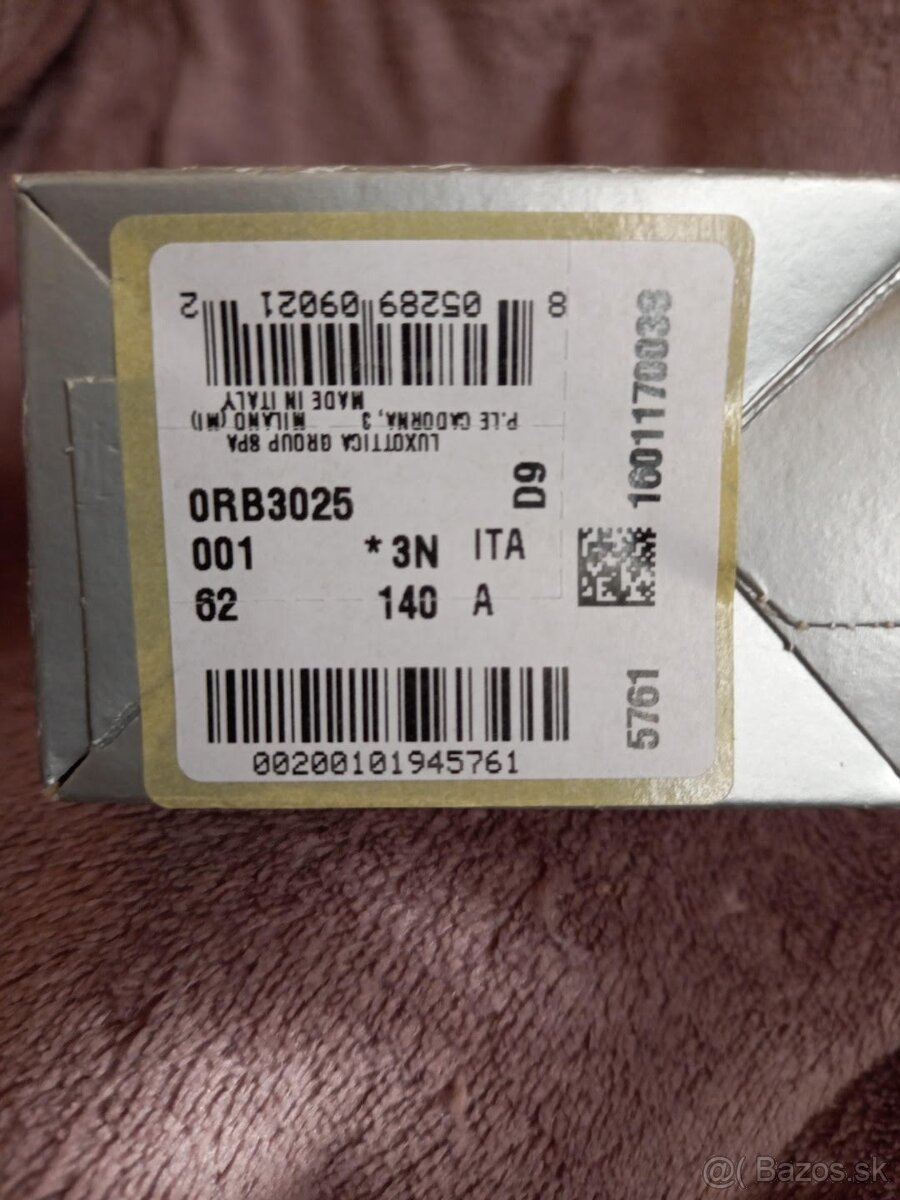 LUXOTTICA GROUP SPA
P.LE CADORNA, 3 MILANO (MI)
MADE IN ITALY
8 05289 09021 2
0RB3025
D9
001 *3N ITA
62 140 A
00200101945761
5761
@( Bazos.sk